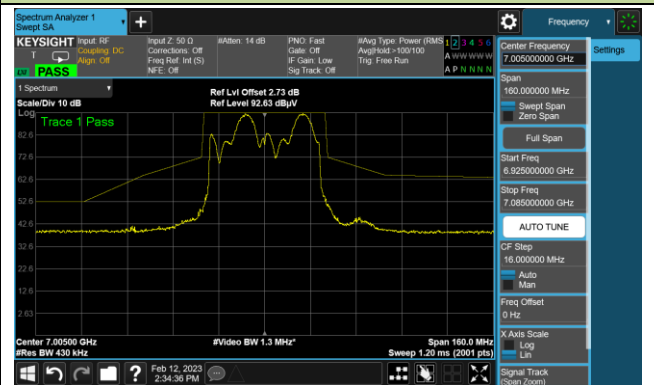 Spectrum Analyzer 1
Swept SA
+
Frequency
KEYSIGHT
Input: RF
Coupling: DC
Align: Off
Input Z: 50 Ω
Corrections: Off
Freq Ref: Int (S)
NFE: Off
#Atten: 14 dB
PNO: Fast
Gate: Off
IF Gain: Low
Sig Track: Off
#Avg Type: Power (RMS
Avg|Hold:>100/100
Trig: Free Run
1 2 3 4 5 6
A W W W W W
A P N N N N
PASS
1 Spectrum
Scale/Div 10 dB
Log
Ref Lvl Offset 2.73 dB
Ref Level 92.63 dBµV
Trace 1 Pass
82.6
72.6
62.6
52.6
42.6
32.6
22.6
12.6
2.63
Center 7.00500 GHz
#Res BW 430 kHz
#Video BW 1.3 MHz*
Span 160.0 MHz
Sweep 1.20 ms (2001 pts)
Feb 12, 2023
2:34:36 PM
?
Center Frequency
7.005000000 GHz
Settings
Span
160.000000 MHz
Swept Span
Zero Span
Full Span
Start Freq
6.925000000 GHz
Stop Freq
7.085000000 GHz
AUTO TUNE
CF Step
16.000000 MHz
Auto
Man
Freq Offset
0 Hz
X Axis Scale
Log
Lin
Signal Track
(Span Zoom)